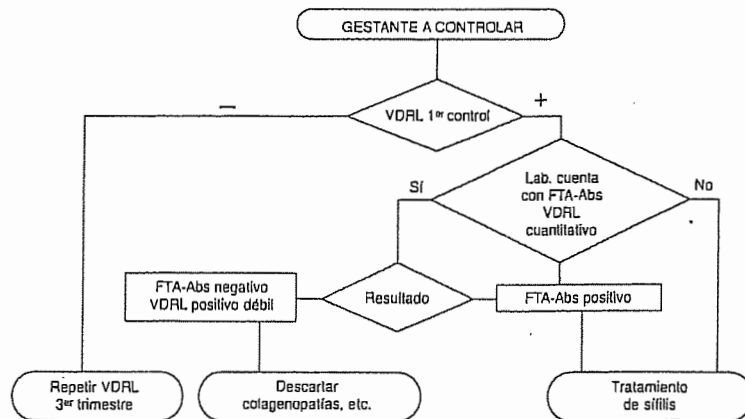 GESTANTE A CONTROLAR
−
VDRL 1er control
+
Lab. cuenta
con FTA-Abs
VDRL
cuantitativo
Sí
No
FTA-Abs negativo
VDRL positivo débil
Resultado
FTA-Abs positivo
Repetir VDRL
3er trimestre
Descartar
colagenopatías, etc.
Tratamiento
de sífilis